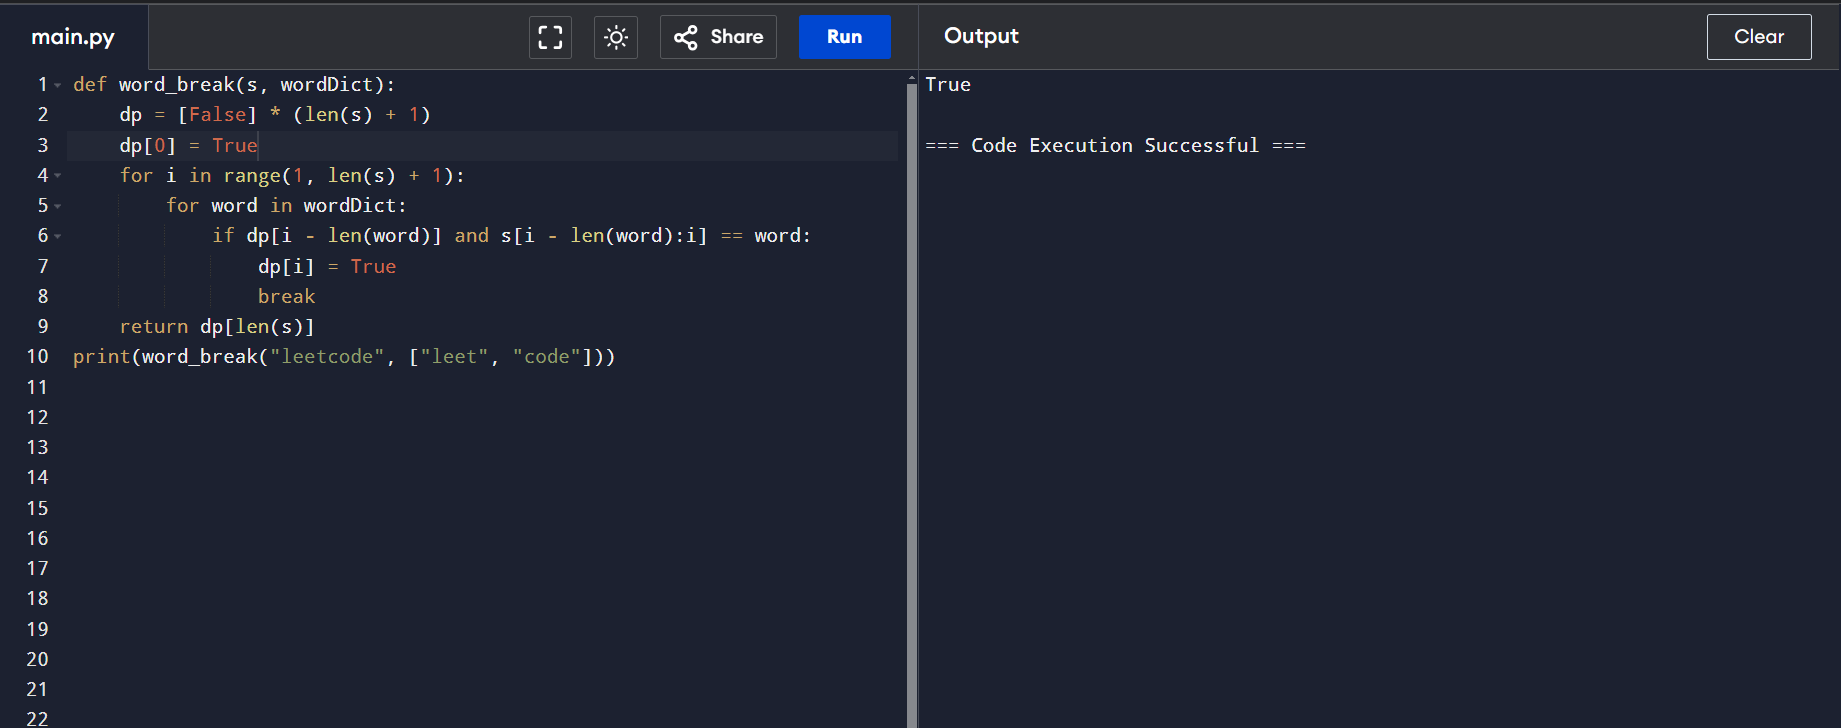 main.py
Share
Run
Output
Clear
1 def word_break(s, wordDict):
2     dp = [False] * (len(s) + 1)
3     dp[0] = True
4     for i in range(1, len(s) + 1):
5         for word in wordDict:
6             if dp[i - len(word)] and s[i - len(word):i] == word:
7                 dp[i] = True
8                 break
9     return dp[len(s)]
10 print(word_break("leetcode", ["leet", "code"]))
11
12
13
14
15
16
17
18
19
20
21
22
True
=== Code Execution Successful ===